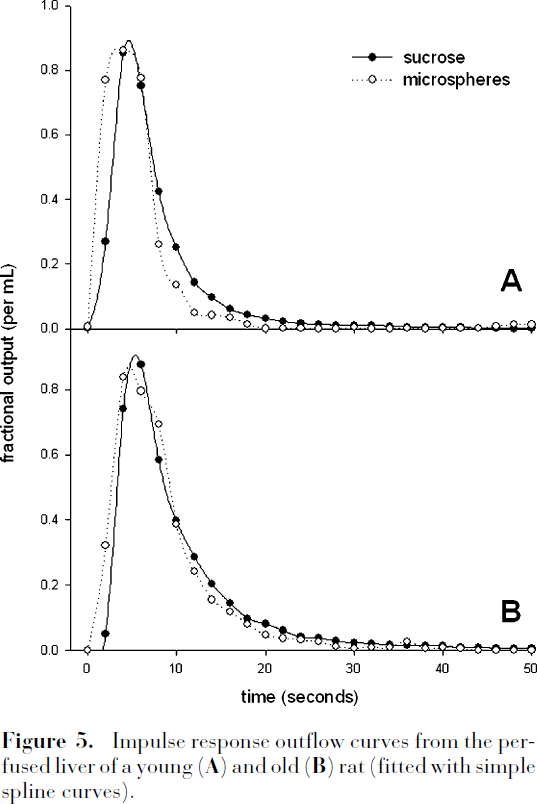 1.0
0.8
0.6
0.4
0.2
0.0
sucrose
microspheres
A
fractional output (per mL)
0.8
0.6
0.4
0.2
0.0
B
0 10 20 30 40 50
time (seconds)
Figure 5. Impulse response outflow curves from the per-
fused liver of a young (A) and old (B) rat (fitted with simple
spline curves).